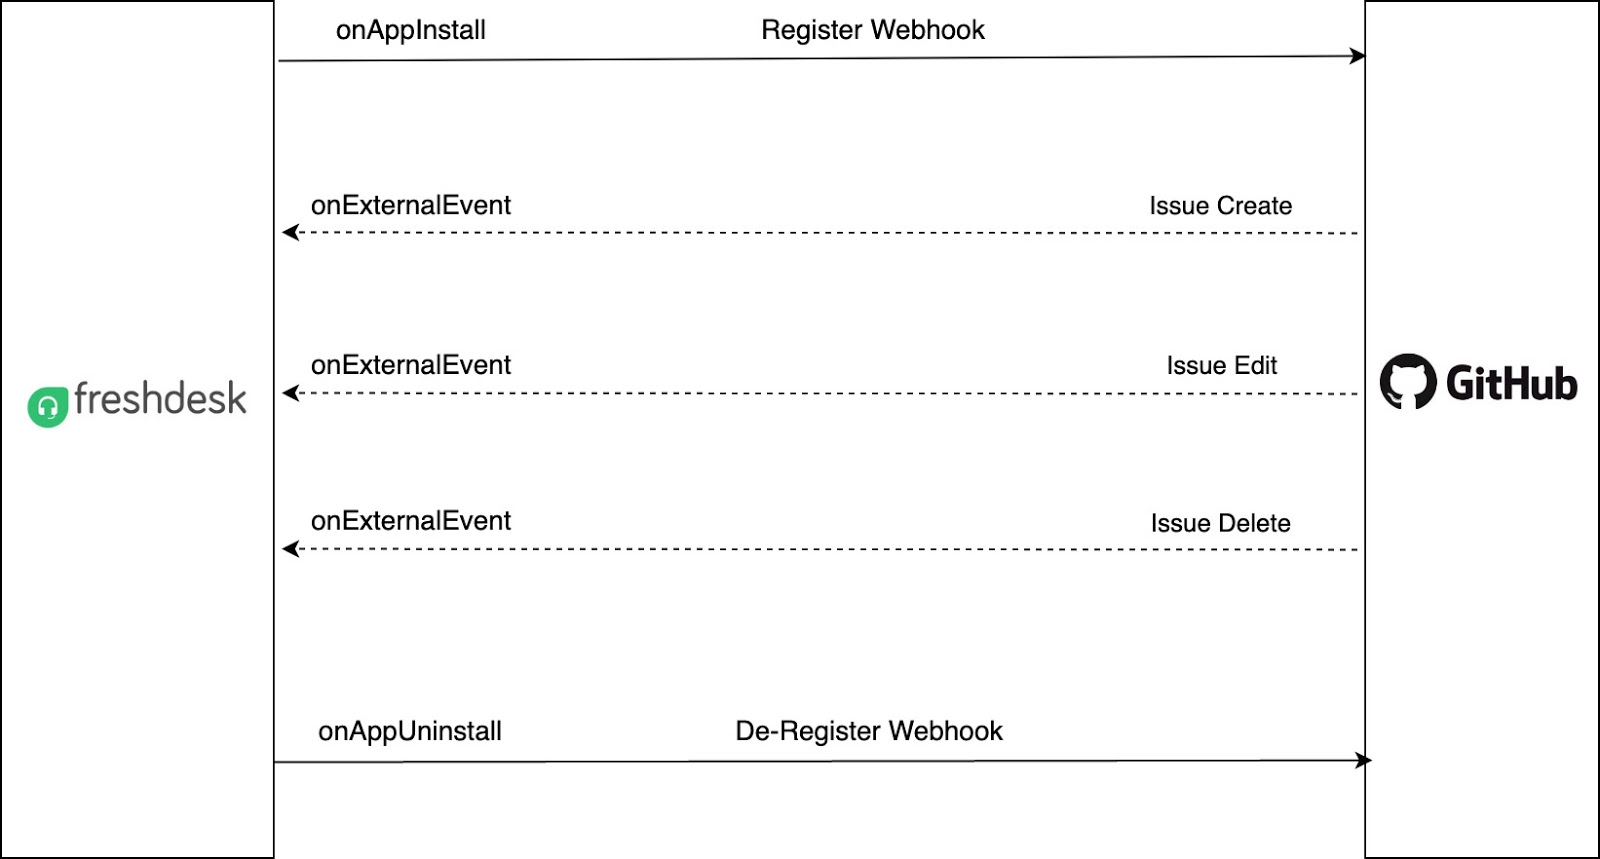 onAppInstall Register Webhook
onExternalEvent Issue Create
onExternalEvent Issue Edit
freshdesk GitHub
onExternalEvent Issue Delete
onAppUninstall De-Register Webhook